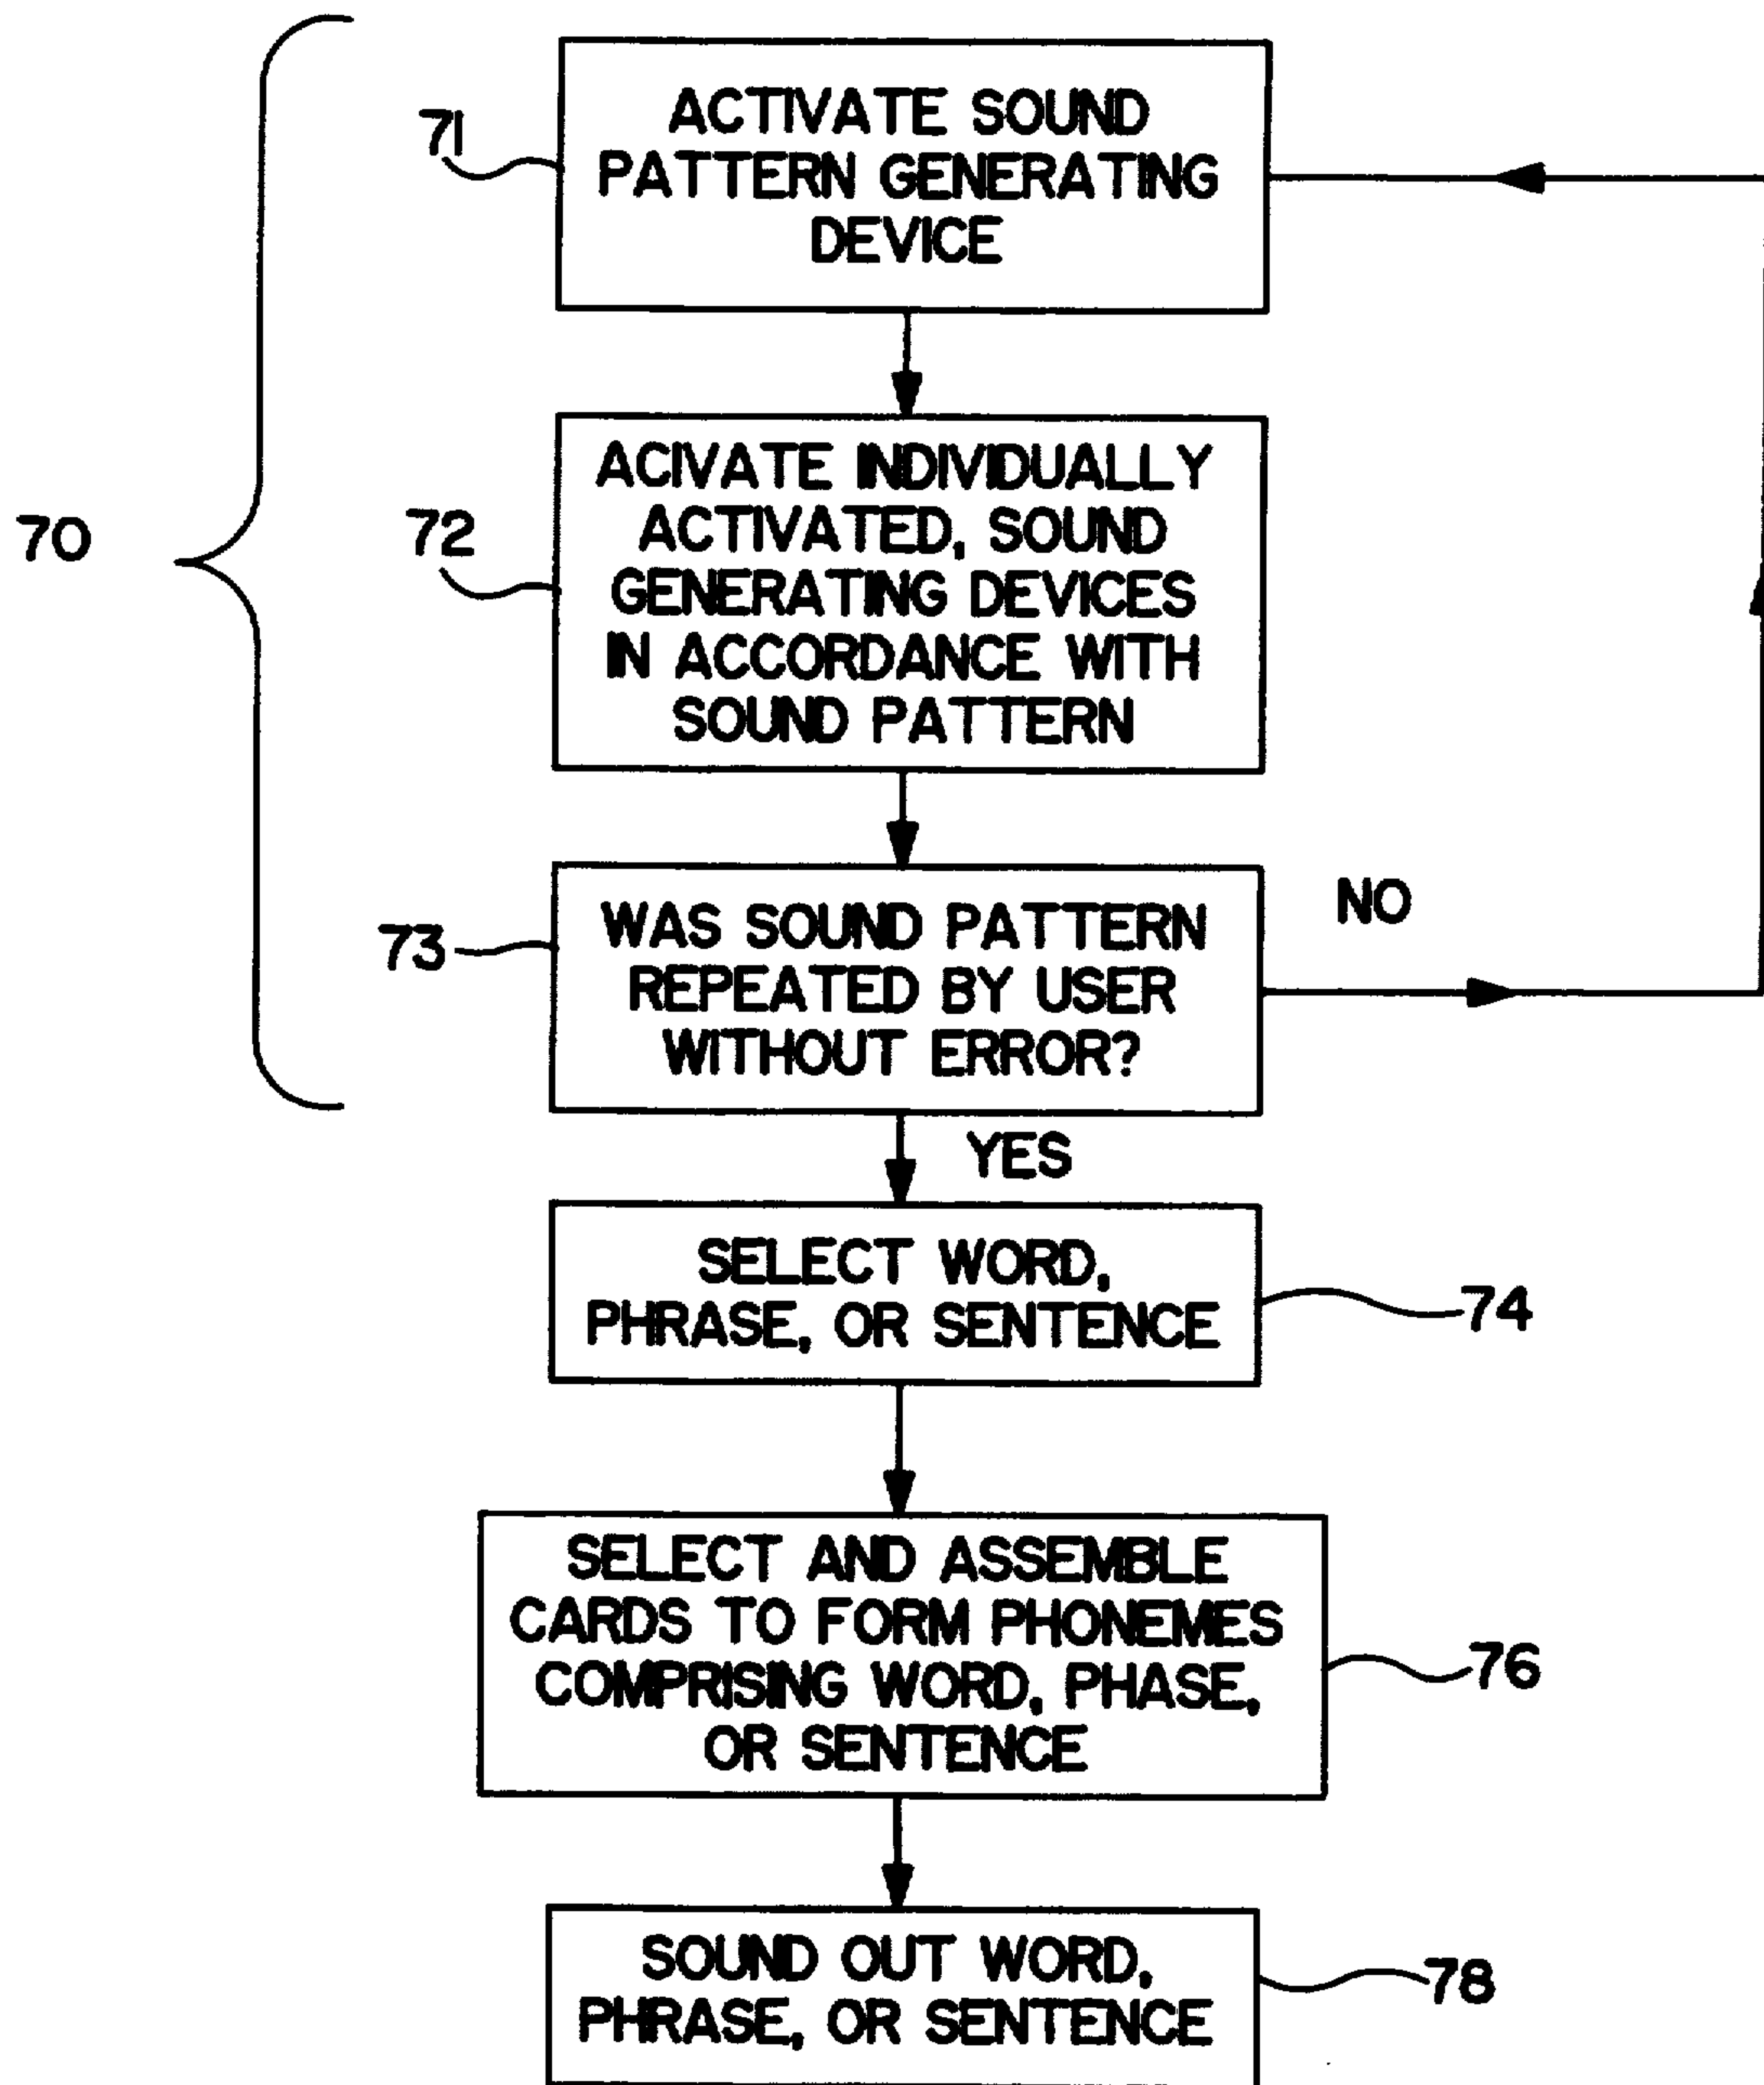 71
ACTIVATE SOUND
PATTERN GENERATING
DEVICE
70
72
ACIVATE INDIVIDUALLY
ACTIVATED, SOUND
GENERATING DEVICES
IN ACCORDANCE WITH
SOUND PATTERN
73
WAS SOUND PATTERN
REPEATED BY USER
WITHOUT ERROR?
NO
YES
SELECT WORD,
PHRASE, OR SENTENCE
74
SELECT AND ASSEMBLE
CARDS TO FORM PHONEMES
COMPRISING WORD, PHASE,
OR SENTENCE
76
SOUND OUT WORD,
PHRASE, OR SENTENCE
78